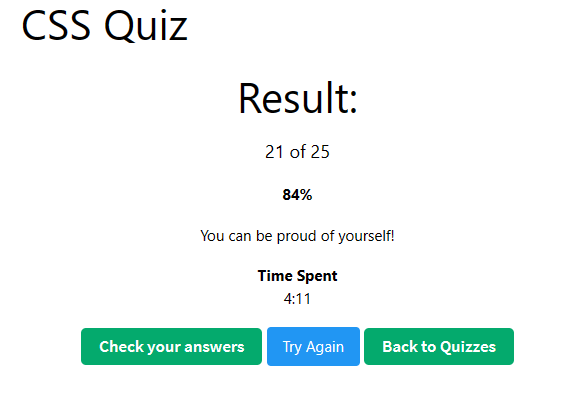 CSS Quiz
Result:
21 of 25
84%
You can be proud of yourself!
Time Spent
4:11
Check your answers Try Again Back to Quizzes